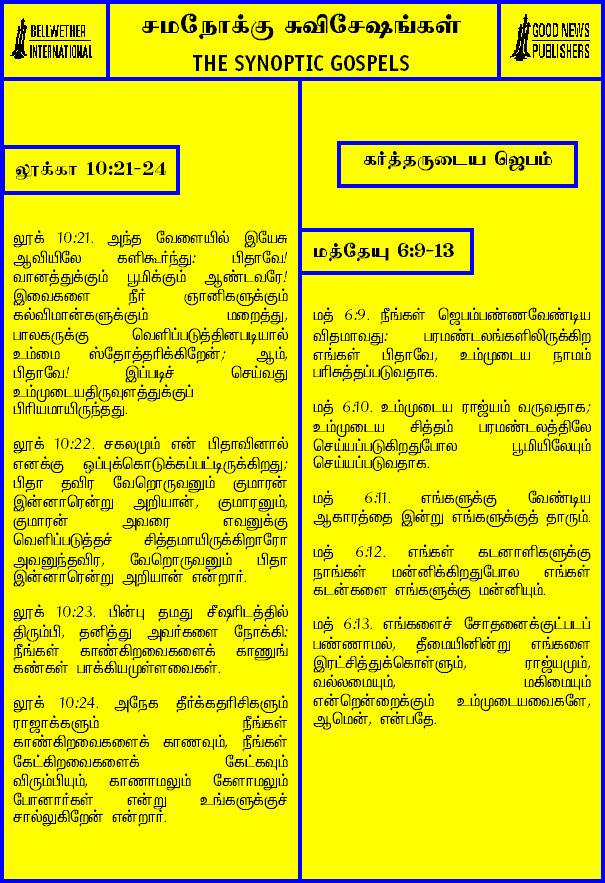 BELLWETHER
INTERNATIONAL
சமநோக்கு சுவிசேஷங்கள்
THE SYNOPTIC GOSPELS
GOOD NEWS
PUBLISHERS
லூக்கா 10:21-24
லூக் 10:21. அந்த வேளையில் இயேசு
ஆவியிலே களிகூர்ந்து: பிதாவே!
வானத்துக்கும் பூமிக்கும் ஆண்டவரே!
இவைகளை நீர் ஞானிகளுக்கும்
கல்விமான்களுக்கும் மறைத்து,
பாலகருக்கு வெளிப்படுத்தினபடியால்
உம்மை ஸ்தோத்தரிக்கிறேன்; ஆம்,
பிதாவே! இப்படிச் செய்வது
உம்முடையதிருவுளத்துக்குப்
பிரியமாயிருந்தது.
லூக் 10:22. சகலமும் என் பிதாவினால்
எனக்கு ஒப்புக்கொடுக்கப்பட்டிருக்கிறது;
பிதா தவிர வேறொருவனும் குமாரன்
இன்னாரென்று அறியான், குமாரனும்,
குமாரன் அவரை எவனுக்கு
வெளிப்படுத்தச் சித்தமாயிருக்கிறாரோ
அவனுந்தவிர, வேறொருவனும் பிதா
இன்னாரென்று அறியான் என்றார்.
லூக் 10:23. பின்பு தமது சீஷரிடத்தில்
திரும்பி, தனித்து அவர்களை நோக்கி:
நீங்கள் காண்கிறவைகளைக் காணுங்
கண்கள் பாக்கியமுள்ளவைகள்.
லூக் 10:24. அநேக தீர்க்கதரிசிகளும்
ராஜாக்களும் நீங்கள்
காண்கிறவைகளைக் காணவும், நீங்கள்
கேட்கிறவைகளைக் கேட்கவும்
விரும்பியும், காணாமலும் கேளாமலும்
போனார்கள் என்று உங்களுக்குச்
சால்லுகிறேன் என்றார்.
கர்த்தருடைய ஜெபம்
மத்தேயு 6:9-13
மத் 6:9. நீங்கள் ஜெபம்பண்ணவேண்டிய
விதமாவது: பரமண்டலங்களிலிருக்கிற
எங்கள் பிதாவே, உம்முடைய நாமம்
பரிசுத்தப்படுவதாக.
மத் 6:10. உம்முடைய ராஜ்யம் வருவதாக;
உம்முடைய சித்தம் பரமண்டலத்திலே
செய்யப்படுகிறதுபோல பூமியிலேயும்
செய்யப்படுவதாக.
மத் 6:11. எங்களுக்கு வேண்டிய
ஆகாரத்தை இன்று எங்களுக்குத் தாரும்.
மத் 6:12. எங்கள் கடனாளிகளுக்கு
நாங்கள் மன்னிக்கிறதுபோல எங்கள்
கடன்களை எங்களுக்கு மன்னியும்.
மத் 6:13. எங்களைச் சோதனைக்குட்படப்
பண்ணாமல், தீமையினின்று எங்களை
இரட்சித்துக்கொள்ளும், ராஜ்யமும்,
வல்லமையும், மகிமையும்
என்றென்றைக்கும் உம்முடையவைகளே,
ஆமென், என்பதே.